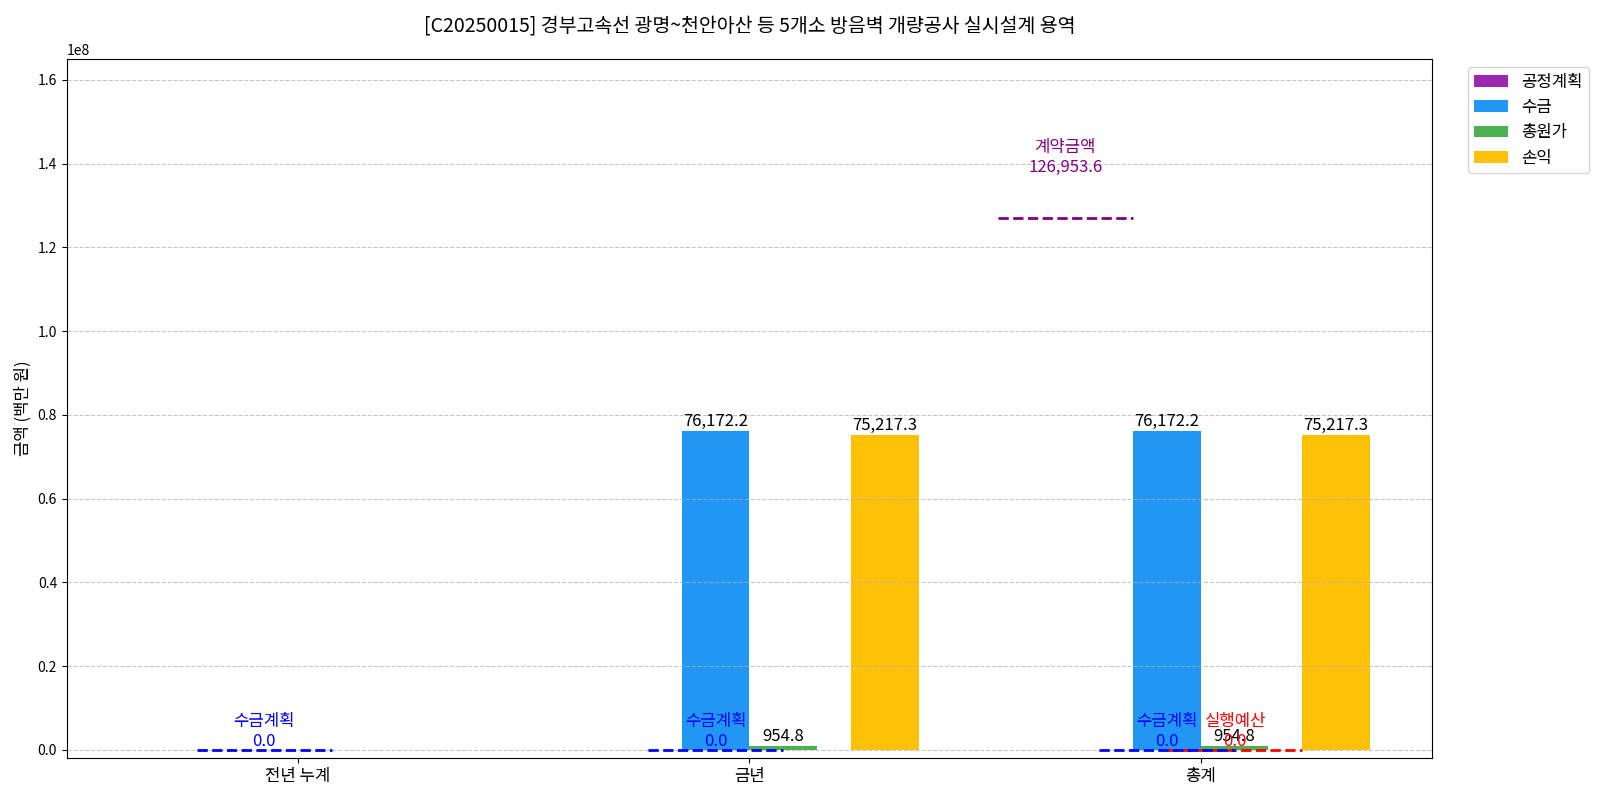 [C20250015] 경부고속선 광명~천안아산 등 5개소 방음벽 개량공사 실시설계 용역
1e8
1.6
1.4
1.2
1.0
0.8
0.6
0.4
0.2
0.0
금액 (백만 원)
계약금액
126,953.6
76,172.2
75,217.3
76,172.2
75,217.3
수금계획
0.0
수금계획
0.0
954.8
수금계획
0.0
실행예산
0.0
954.8
전년 누계
금년
총계
공정계획
수금
총원가
손익